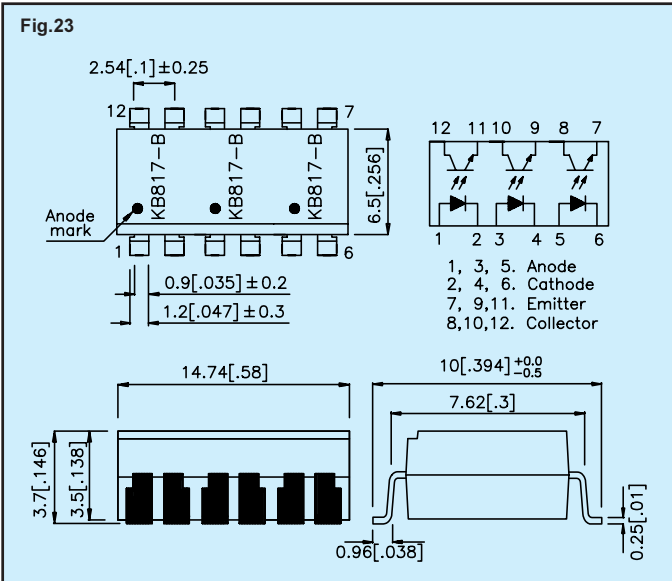 Fig.23
2.54[.1]±0.25
12
7
KB817-B
KB817-B
KB817-B
6.5[.256]
Anode
mark
1
6
0.9[.035]±0.2
1.2[.047]±0.3
12 11 10 9 8 7
1 2 3 4 5 6
1, 3, 5. Anode
2, 4, 6. Cathode
7, 9,11. Emitter
8,10,12. Collector
14.74[.58]
3.7[.146]
3.5[.138]
10[.394] +0.0
-0.5
7.62[.3]
0.96[.038]
0.25[.01]